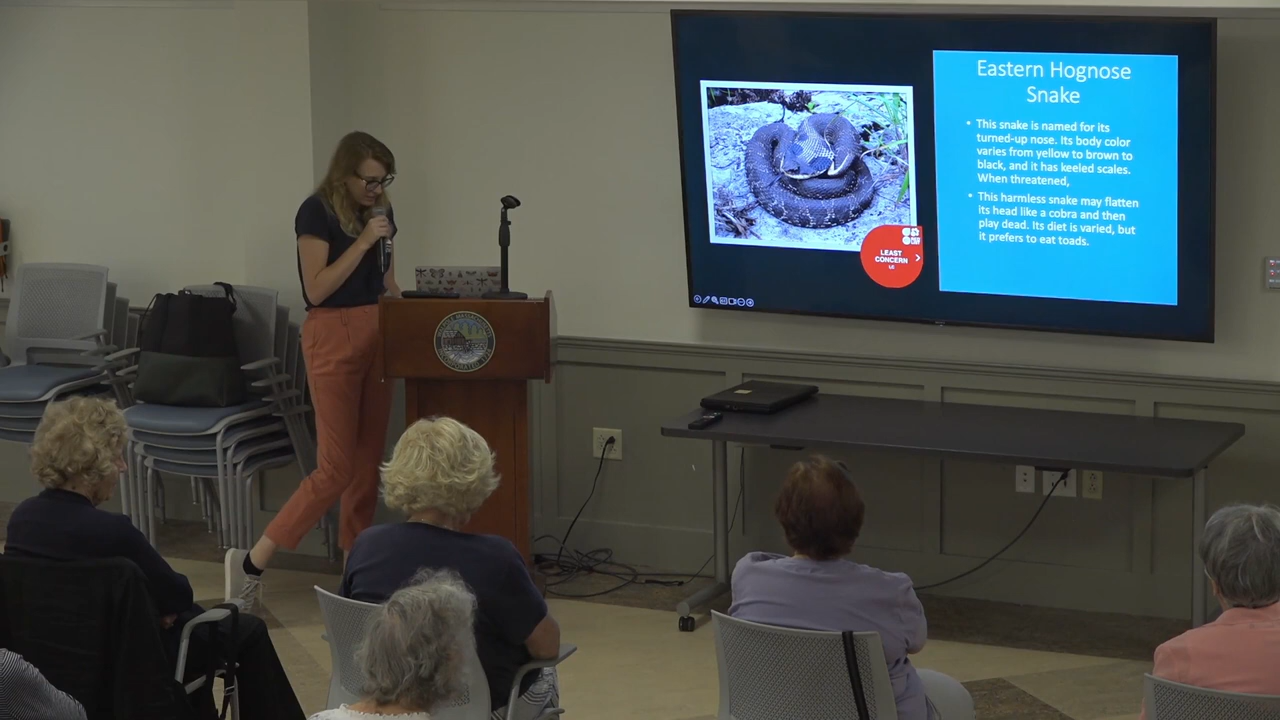 Eastern Hognose
Snake
• This snake is named for its
turned-up nose. Its body color
varies from yellow to brown to
black, and it has keeled scales.
When threatened,
• This harmless snake may flatten
its head like a cobra and then
play dead. Its diet is varied, but
it prefers to eat toads.
LEAST
CONCERN
LC